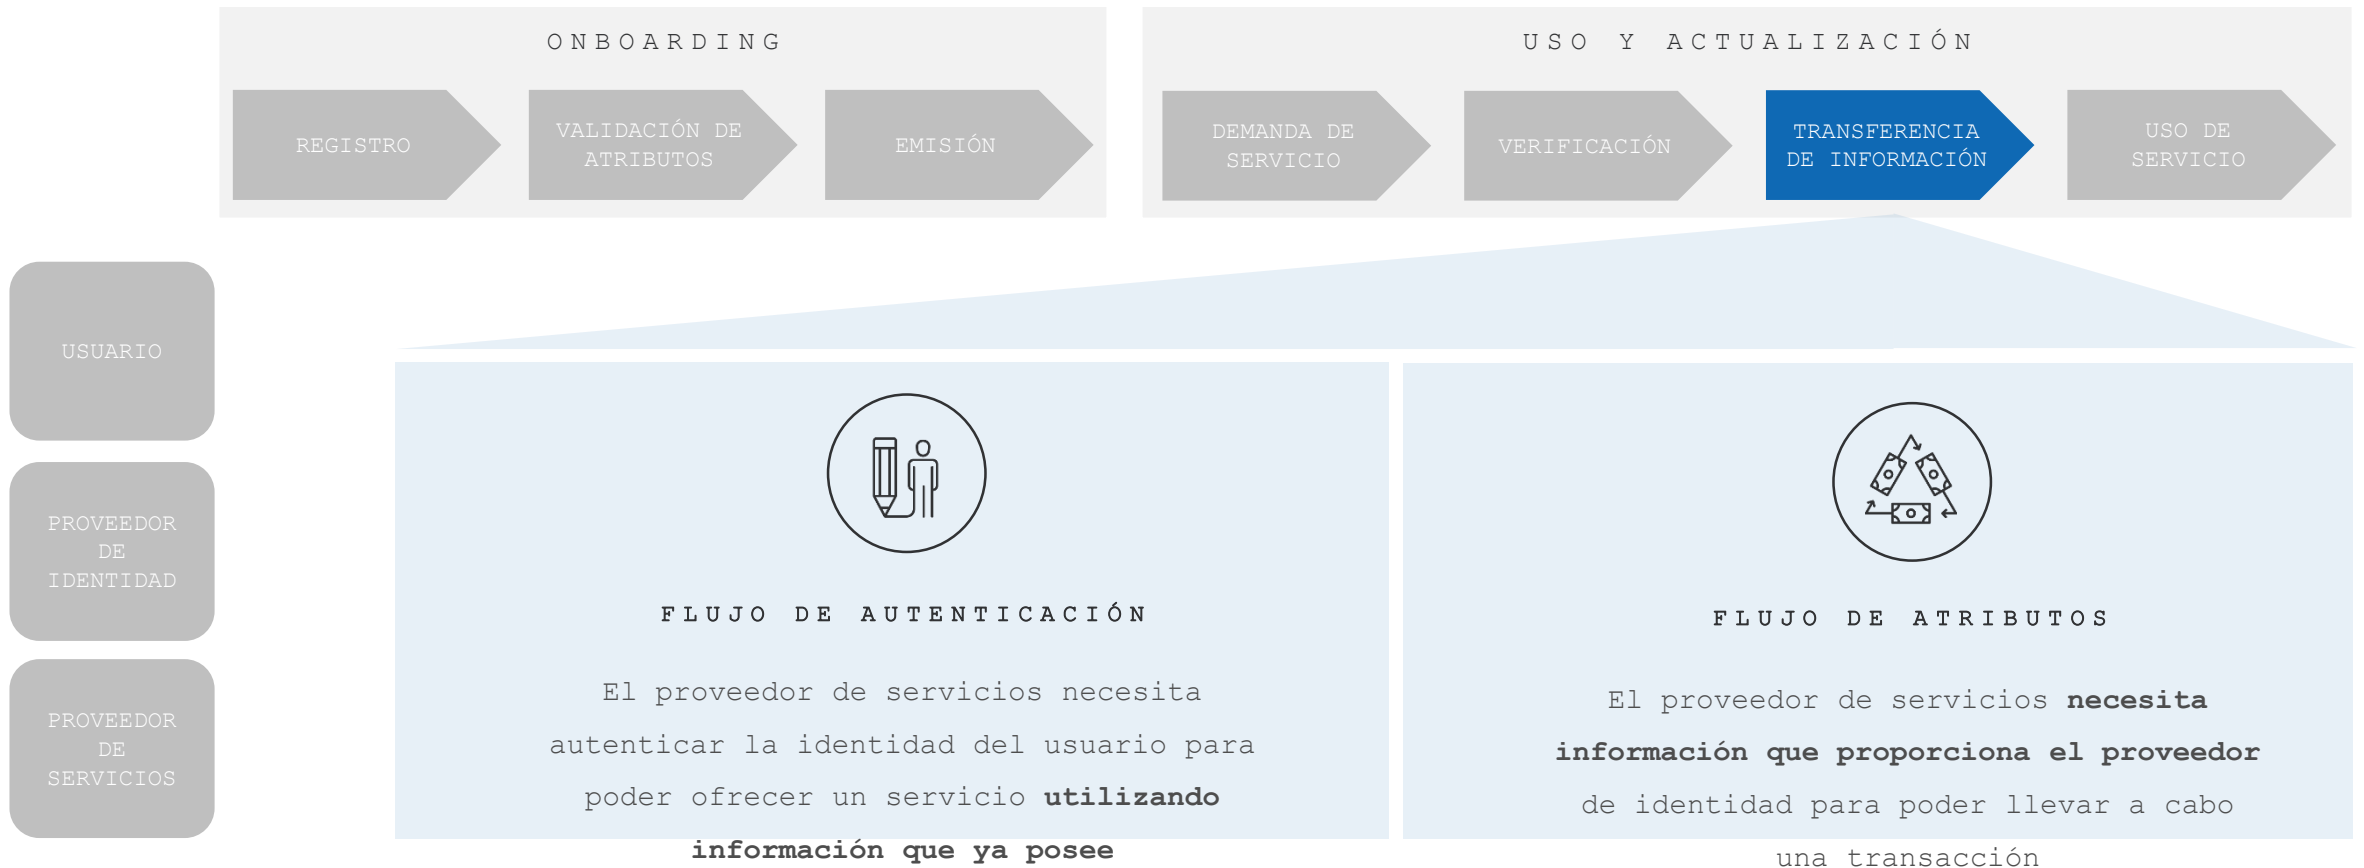 ONBOARDING
USO Y ACTUALIZACIÓN
REGISTRO
VALIDACIÓN DE
ATRIBUTOS
EMISIÓN
DEMANDA DE
SERVICIO
VERIFICACIÓN
TRANSFERENCIA
DE INFORMACIÓN
USO DE
SERVICIO
USUARIO
PROVEEDOR
DE
IDENTIDAD
PROVEEDOR
DE
SERVICIOS
FLUJO DE AUTENTICACIÓN
El proveedor de servicios necesita
autenticar la identidad del usuario para
poder ofrecer un servicio utilizando
información que ya posee
FLUJO DE ATRIBUTOS
El proveedor de servicios necesita
información que proporciona el proveedor
de identidad para poder llevar a cabo
una transacción